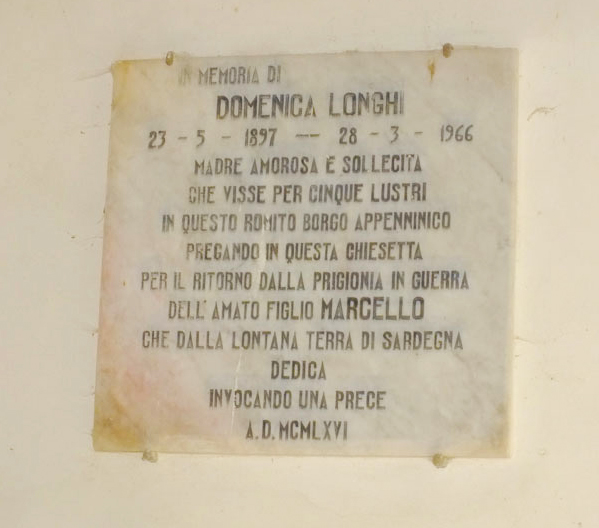 IN MEMORIA DI
DOMENICA LONGHI
23 - 5 - 1897 -- 28 - 3 - 1966
MADRE AMOROSA E SOLLECITA
CHE VISSE PER CINQUE LUSTRI
IN QUESTO ROMITO BORGO APPENNINICO
PREGANDO IN QUESTA CHIESETTA
PER IL RITORNO DALLA PRIGIONIA IN GUERRA
DELL'AMATO FIGLIO MARCELLO
CHE DALLA LONTANA TERRA DI SARDEGNA
DEDICA
INVOCANDO UNA PRECE
A.D. MCMLXVI